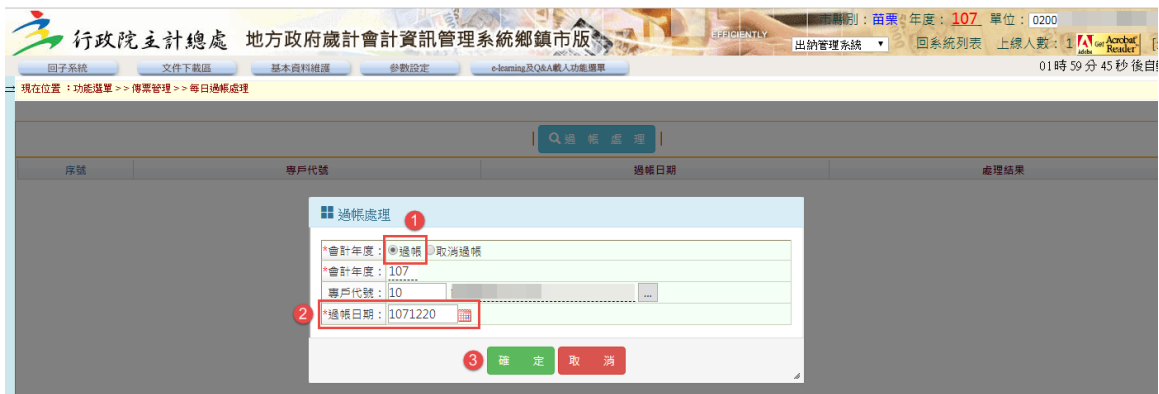 市縣別：苗栗 年度：107 單位：0200
行政院主計總處 地方政府歲計會計資訊管理系統鄉鎮市版
EFFICIENTLY
出納管理系統 回系統列表 上線人數：1 Get Acrobat Reader
Adobe
回子系統 文件下載區 基本資料維護 參數設定 e-learning及Q&A載入功能選單 01時59分45秒後自動
現在位置：功能選單>>傳票管理>>每日過帳處理
過 帳 處 理
序號 專戶代號 過帳日期 處理結果
過帳處理 1
*會計年度：過帳 取消過帳
*會計年度：107
專戶代號：10 ...
2 *過帳日期：1071220
3 確 定 取 消